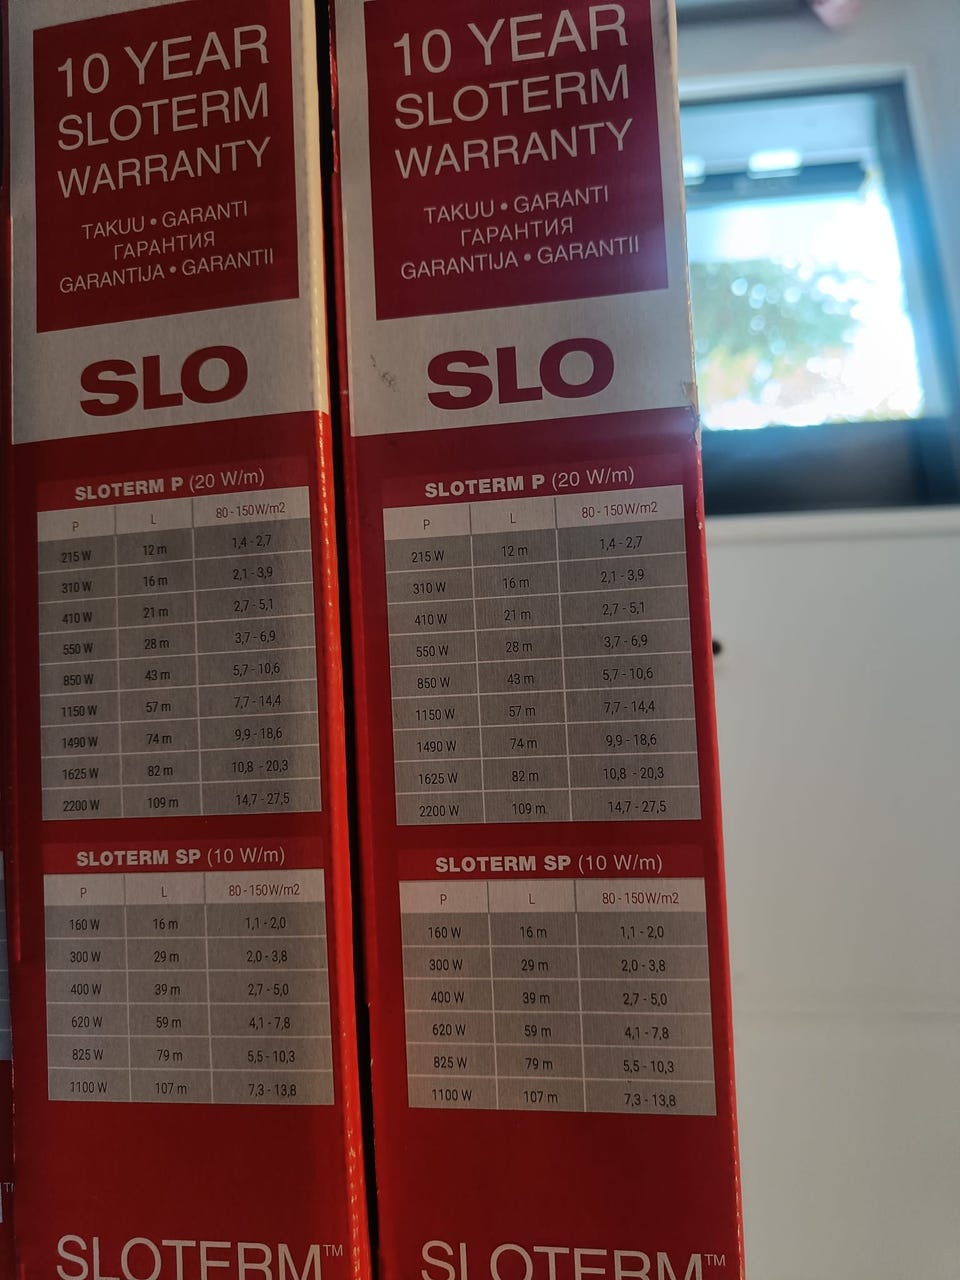 10 YEAR
SLOTERM
WARRANTY
TAKUU • GARANTI
ГАРАНТИЯ
GARANTIJA • GARANTII
SLO
SLOTERM P (20 W/m)
P L 80-150W/m2
215 W 12 m 1,4 - 2,7
310 W 16 m 2,1 - 3,9
410 W 21 m 2,7 - 5,1
550 W 28 m 3,7 - 6,9
850 W 43 m 5,7 - 10,6
1150 W 57 m 7,7 - 14,4
1490 W 74 m 9,9 - 18,6
1625 W 82 m 10,8 - 20,3
2200 W 109 m 14,7 - 27,5
SLOTERM SP (10 W/m)
P L 80-150W/m2
160 W 16 m 1,1 - 2,0
300 W 29 m 2,0 - 3,8
400 W 39 m 2,7 - 5,0
620 W 59 m 4,1 - 7,8
825 W 79 m 5,5 - 10,3
1100 W 107 m 7,3 - 13,8
SLOTERM™
10 YEAR
SLOTERM
WARRANTY
TAKUU • GARANTI
ГАРАНТИЯ
GARANTIJA • GARANTII
SLO
SLOTERM P (20 W/m)
P L 80-150W/m2
215 W 12 m 1,4 - 2,7
310 W 16 m 2,1 - 3,9
410 W 21 m 2,7 - 5,1
550 W 28 m 3,7 - 6,9
850 W 43 m 5,7 - 10,6
1150 W 57 m 7,7 - 14,4
1490 W 74 m 9,9 - 18,6
1625 W 82 m 10,8 - 20,3
2200 W 109 m 14,7 - 27,5
SLOTERM SP (10 W/m)
P L 80-150W/m2
160 W 16 m 1,1 - 2,0
300 W 29 m 2,0 - 3,8
400 W 39 m 2,7 - 5,0
620 W 59 m 4,1 - 7,8
825 W 79 m 5,5 - 10,3
1100 W 107 m 7,3 - 13,8
SLOTERM™